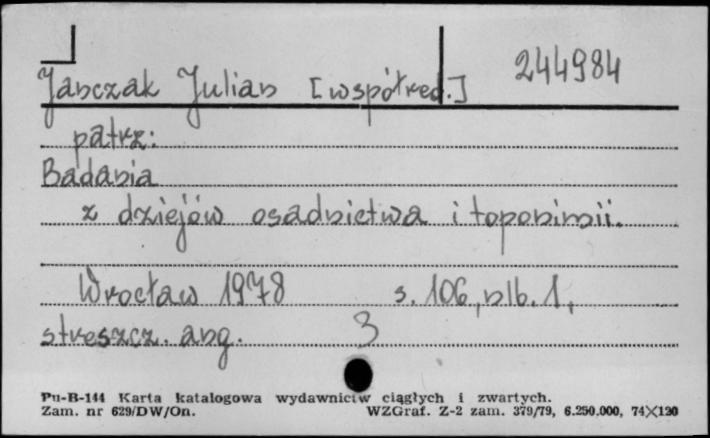 244984
Janczak Julian [współred.]
patrz:
Badania
z dziejów osadnictwa i toponimii.
Wrocław 1978 s. 106, nlb. 1,
streszcz. ang. 3
Pu-B-144 Karta katalogowa wydawnictw ciągłych i zwartych.
Zam. nr 629/DW/On. WZGraf. Z-2 zam. 379/79, 6.250.000, 74X120